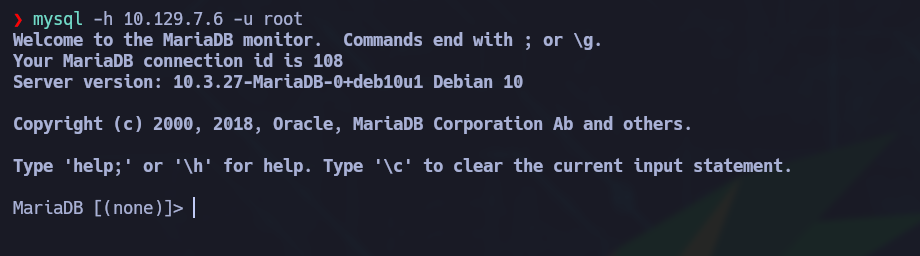 ❯ mysql -h 10.129.7.6 -u root
Welcome to the MariaDB monitor.  Commands end with ; or \g.
Your MariaDB connection id is 108
Server version: 10.3.27-MariaDB-0+deb10u1 Debian 10
Copyright (c) 2000, 2018, Oracle, MariaDB Corporation Ab and others.
Type 'help;' or '\h' for help. Type '\c' to clear the current input statement.
MariaDB [(none)]>